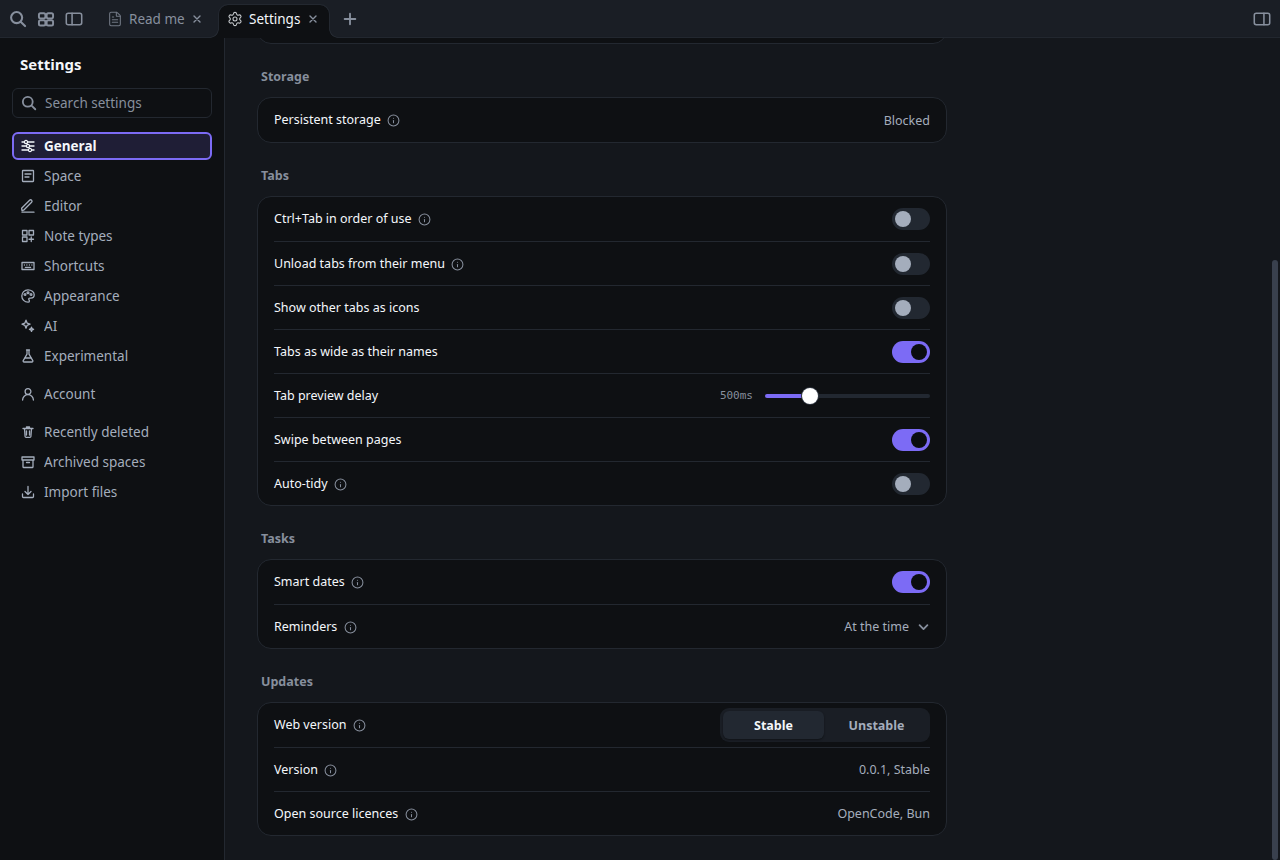 Read me
Settings
Settings
Search settings
General
Space
Editor
Note types
Shortcuts
Appearance
AI
Experimental
Account
Recently deleted
Archived spaces
Import files
Storage
Persistent storage
Blocked
Tabs
Ctrl+Tab in order of use
Unload tabs from their menu
Show other tabs as icons
Tabs as wide as their names
Tab preview delay
500ms
Swipe between pages
Auto-tidy
Tasks
Smart dates
Reminders
At the time
Updates
Web version
Stable
Unstable
Version
0.0.1, Stable
Open source licences
OpenCode, Bun